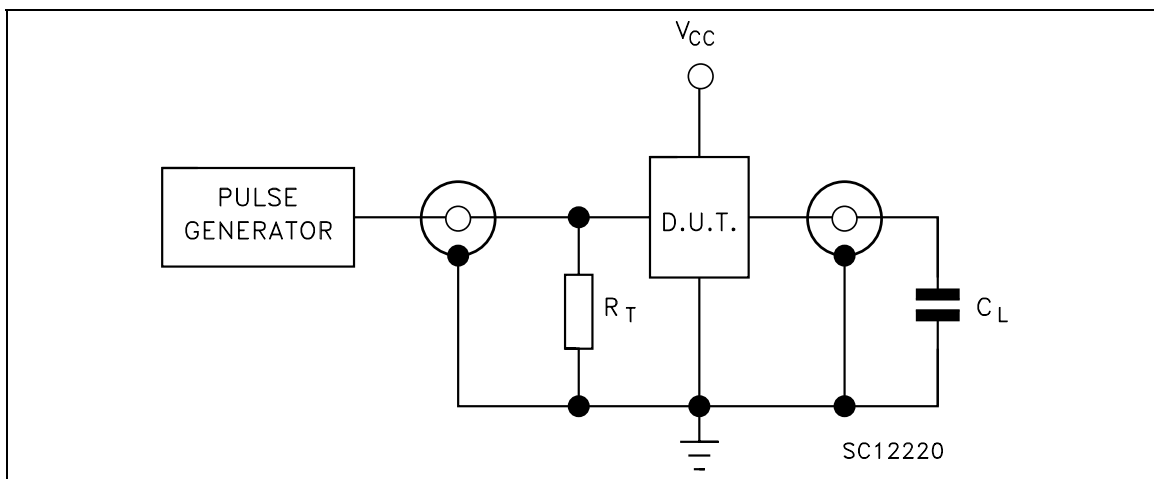 VCC
PULSE
GENERATOR
D.U.T.
RT
CL
SC12220